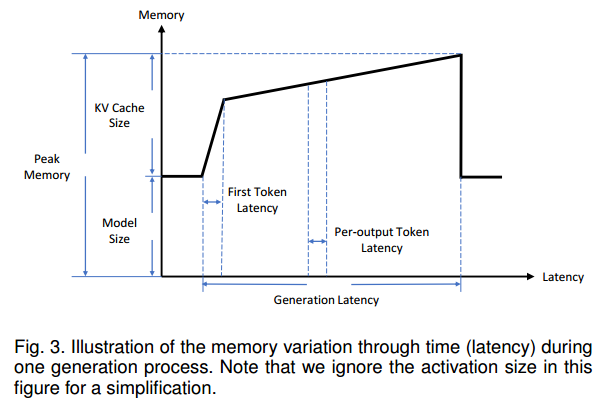 Memory
KV Cache
Size
Peak
Memory
First Token
Latency
Model
Size
Per-output Token
Latency
Latency
Generation Latency
Fig. 3. Illustration of the memory variation through time (latency) during
one generation process. Note that we ignore the activation size in this
figure for a simplification.